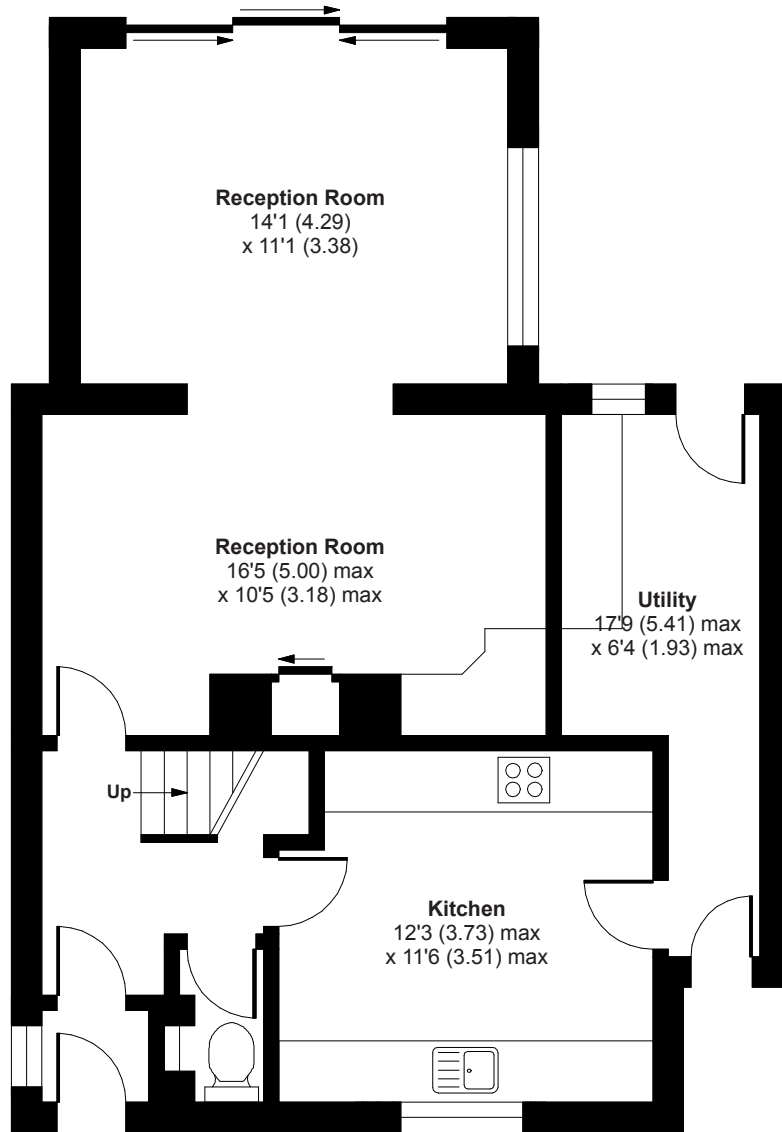 Reception Room
14'1 (4.29)
x 11'1 (3.38)
Reception Room
16'5 (5.00) max
x 10'5 (3.18) max
Utility
17'9 (5.41) max
x 6'4 (1.93) max
Up
Kitchen
12'3 (3.73) max
x 11'6 (3.51) max